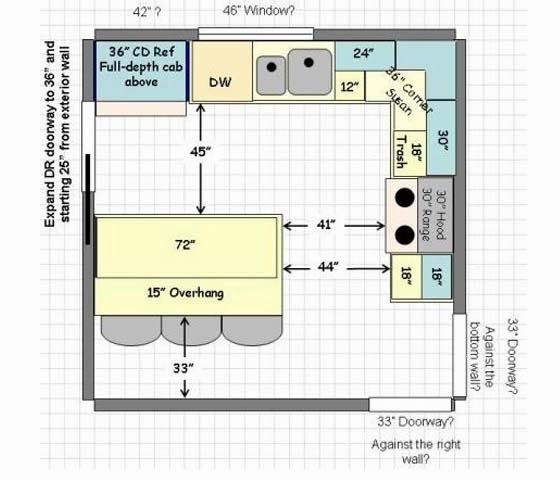 42" ?
46" Window?
36" CD Ref
Full-depth cab
above
DW
24"
12"
36" Corner
Susan
30"
18"
Trash
Expand DR doorway to 36" and
starting 25" from exterior wall
45"
41"
30" Hood
30" Range
72"
44"
18"
18"
15" Overhang
33"
33" Doorway?
Against the
bottom wall?
33" Doorway?
Against the right
wall?